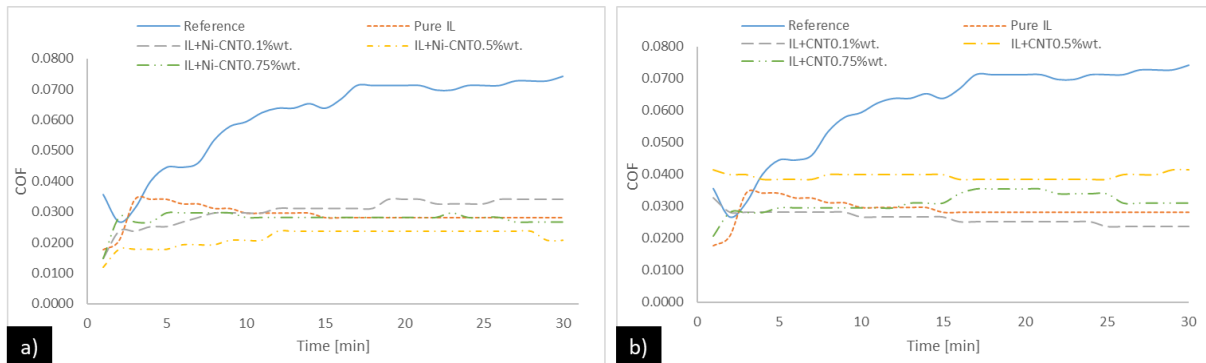 Reference
Pure IL
IL+Ni-CNT0.1%wt.
IL+Ni-CNT0.5%wt.
IL+Ni-CNT0.75%wt.
0.0800
0.0700
0.0600
0.0500
0.0400
0.0300
0.0200
0.0100
0.0000
COF
0 5 10 15 20 25 30
Time [min]
a)
Reference
Pure IL
IL+CNT0.1%wt.
IL+CNT0.5%wt.
IL+CNT0.75%wt.
0.0800
0.0700
0.0600
0.0500
0.0400
0.0300
0.0200
0.0100
0.0000
COF
0 5 10 15 20 25 30
Time [min]
b)